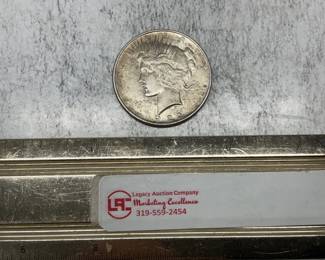 LAC
Legacy Auction Company
Marketing Excellence
319-559-2454